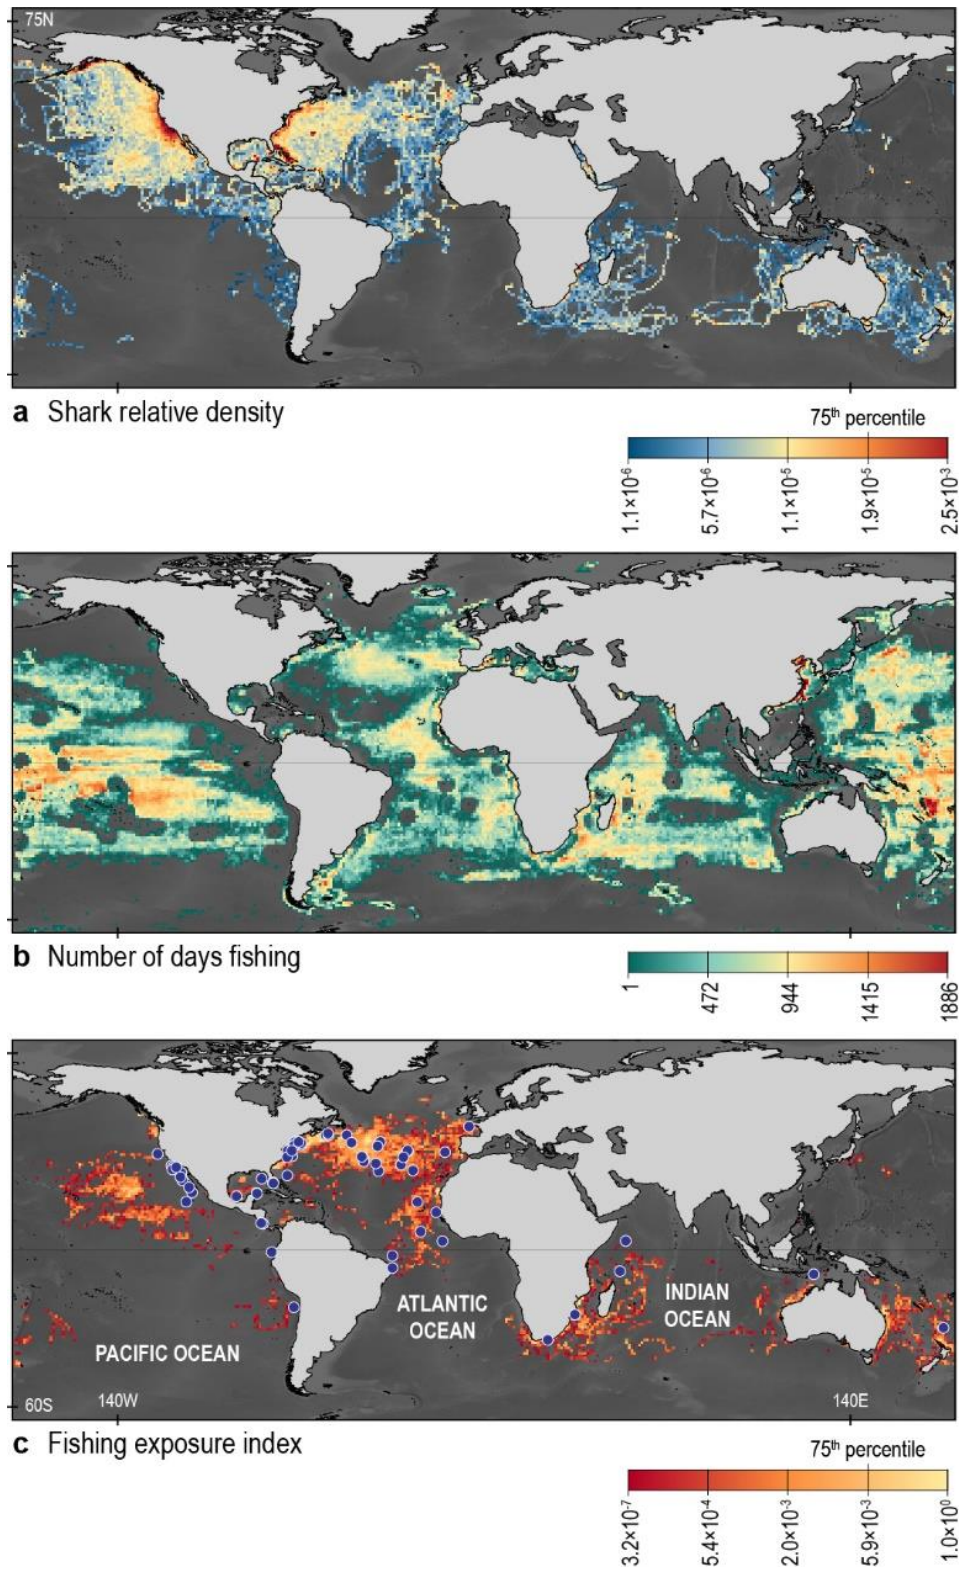 75N
a Shark relative density
75th percentile
1.1×10-6
5.7×10-6
1.1×10-5
1.9×10-5
2.5×10-3
b Number of days fishing
1
472
944
1415
1886
PACIFIC OCEAN
ATLANTIC
OCEAN
INDIAN
OCEAN
60S
140W
140E
c Fishing exposure index
75th percentile
3.2×10-7
5.4×10-4
2.0×10-3
5.9×10-3
1.0×100